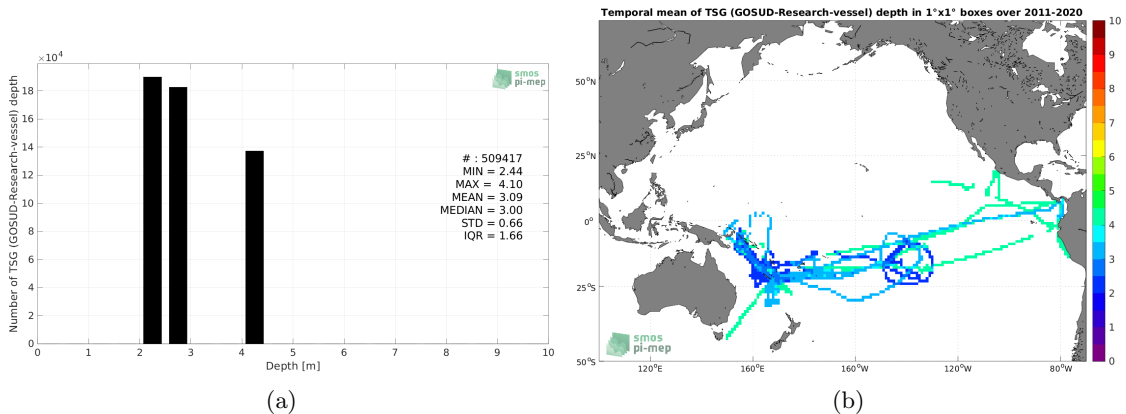 ×10⁴
18
16
14
12
10
8
6
4
2
0
0 1 2 3 4 5 6 7 8 9 10
Number of TSG (GOSUD-Research-vessel) depth
Depth [m]
smos
pi-mep
# : 509417
MIN = 2.44
MAX = 4.10
MEAN = 3.09
MEDIAN = 3.00
STD = 0.66
IQR = 1.66
(a)
Temporal mean of TSG (GOSUD-Research-vessel) depth in 1°x1° boxes over 2011-2020
50°N
25°N
0°
25°S
50°S
120°E 160°E 160°W 120°W 80°W
smos
pi-mep
10
9
8
7
6
5
4
3
2
1
0
(b)